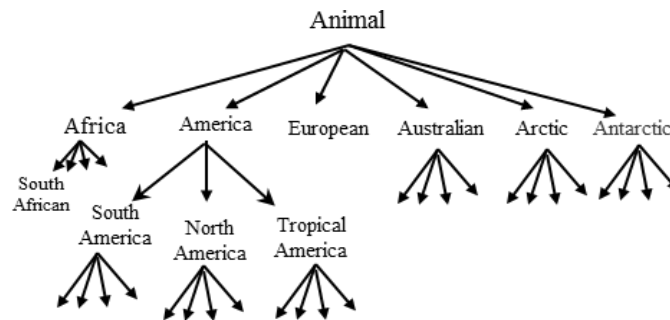 Animal
Africa
America
European
Australian
Arctic
Antarctic
South
African
South
America
North
America
Tropical
America